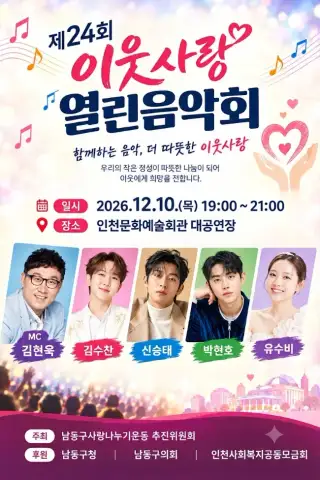 제24회
이웃사랑
열린음악회
함께하는 음악, 더 따뜻한 이웃사랑
우리의 작은 정성이 따뜻한 나눔이 되어
이웃에게 희망을 전합니다.
일시 2026.12.10.(목) 19:00~21:00
장소 인천문화예술회관 대공연장
MC
김현욱 김수찬 신승태 박현호 유수비
주최 남동구사랑나누기운동 추진위원회
후원 남동구청 | 남동구의회 | 인천사회복지공동모금회